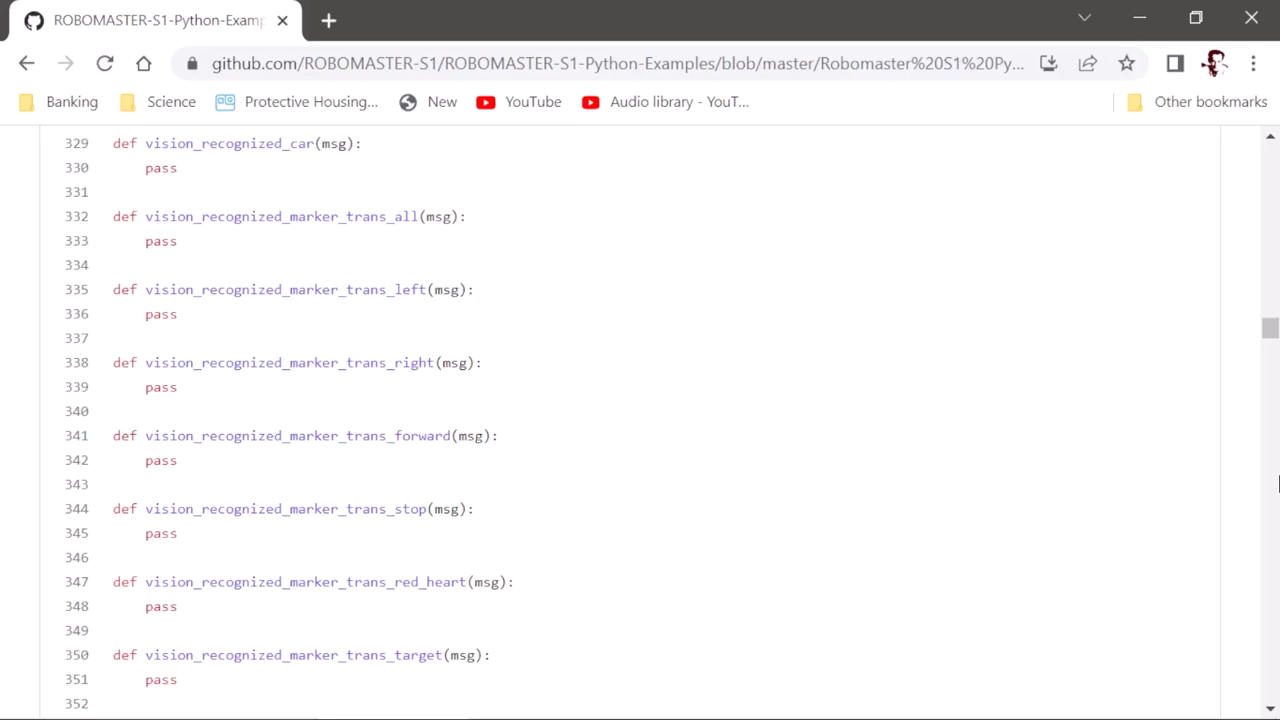 ROBOMASTER-S1-Python-Examp
github.com/ROBOMASTER-S1/ROBOMASTER-S1-Python-Examples/blob/master/Robomaster%20S1%20Py...
Banking Science Protective Housing... New YouTube Audio library - YouT... Other bookmarks
329 def vision_recognized_car(msg):
330 pass
331
332 def vision_recognized_marker_trans_all(msg):
333 pass
334
335 def vision_recognized_marker_trans_left(msg):
336 pass
337
338 def vision_recognized_marker_trans_right(msg):
339 pass
340
341 def vision_recognized_marker_trans_forward(msg):
342 pass
343
344 def vision_recognized_marker_trans_stop(msg):
345 pass
346
347 def vision_recognized_marker_trans_red_heart(msg):
348 pass
349
350 def vision_recognized_marker_trans_target(msg):
351 pass
352